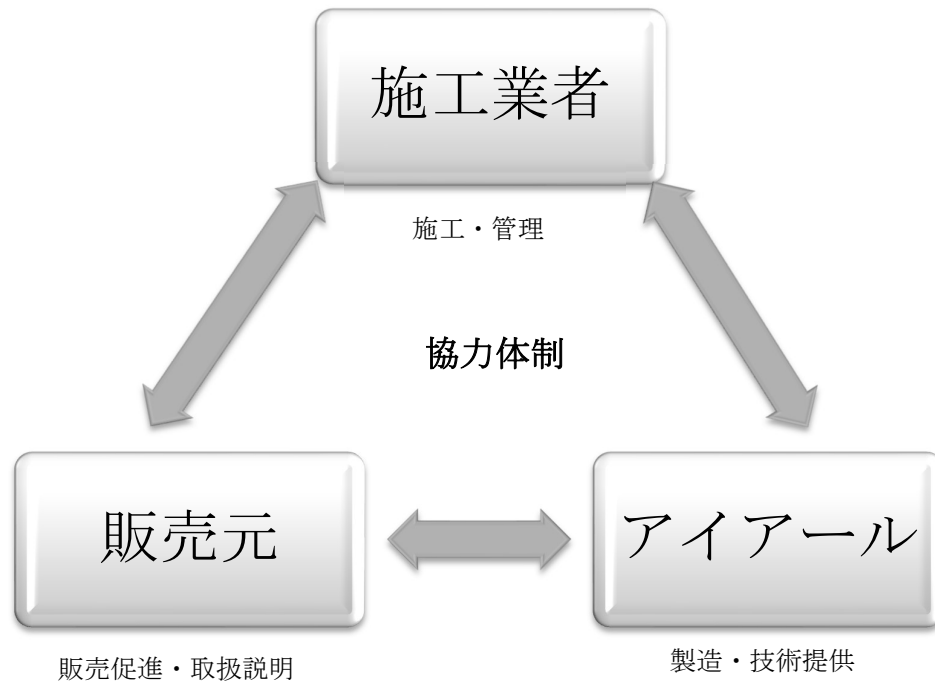 施工業者
施工・管理
協力体制
販売元
アイアール
販売促進・取扱説明
製造・技術提供